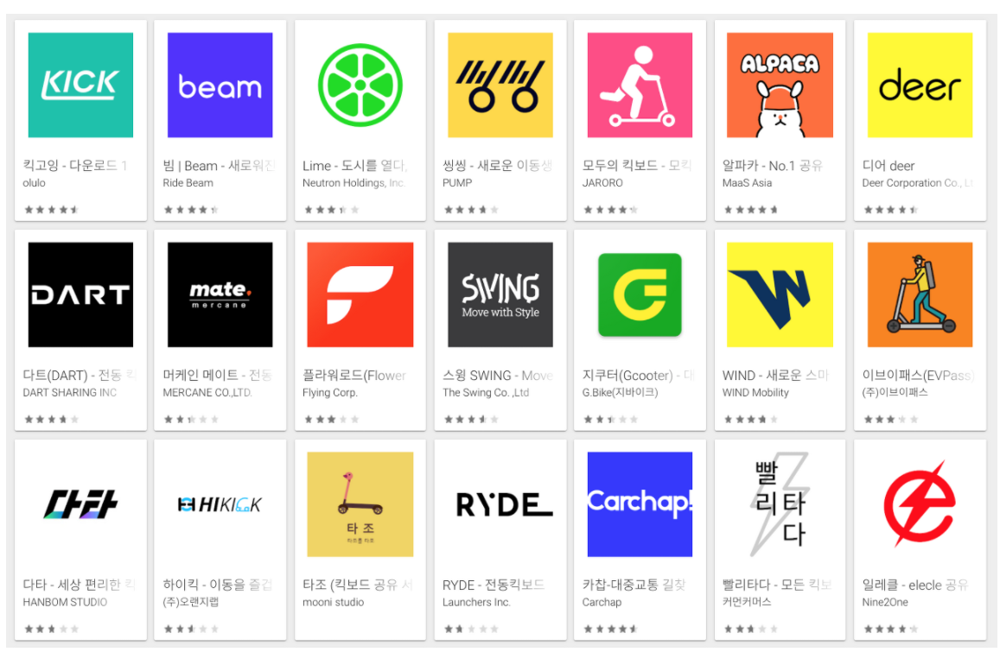 KICK
킥고잉 - 다운로드 1
olulo
beam
빔 | Beam - 새로워진
Ride Beam
Lime - 도시를 열다,
Neutron Holdings, Inc.
씽씽 - 새로운 이동생
PUMP
모두의 킥보드 - 모킥
JARORO
ALPACA
알파카 - No.1 공유
MaaS Asia
deer
디어 deer
Deer Corporation Co., Lt
DART
다트(DART) - 전동 킥
DART SHARING INC
mate.
mercane
머케인 메이트 - 전동
MERCANE CO.,LTD.
플라워로드(Flower
Flying Corp.
SWING
Move with Style
스윙 SWING - Move
The Swing Co. ,Ltd
G
지쿠터(Gcooter) - 대
G.Bike(지바이크)
W
WIND - 새로운 스마
WIND Mobility
이브이패스(EVPass)
(주)이브이패스
다타
다타 - 세상 편리한 킥
HANBOM STUDIO
HIKICK
하이킥 - 이동을 즐겁
(주)오랜지랩
타조
타조를 타조
타조 (킥보드 공유 서
mooni studio
RYDE
RYDE - 전동킥보드
Launchers Inc.
Carchap!
카찹-대중교통 길찾
Carchap
빨
리타
다
빨리타다 - 모든 킥보
커먼커머스
e
일레클 - elecle 공유
Nine2One